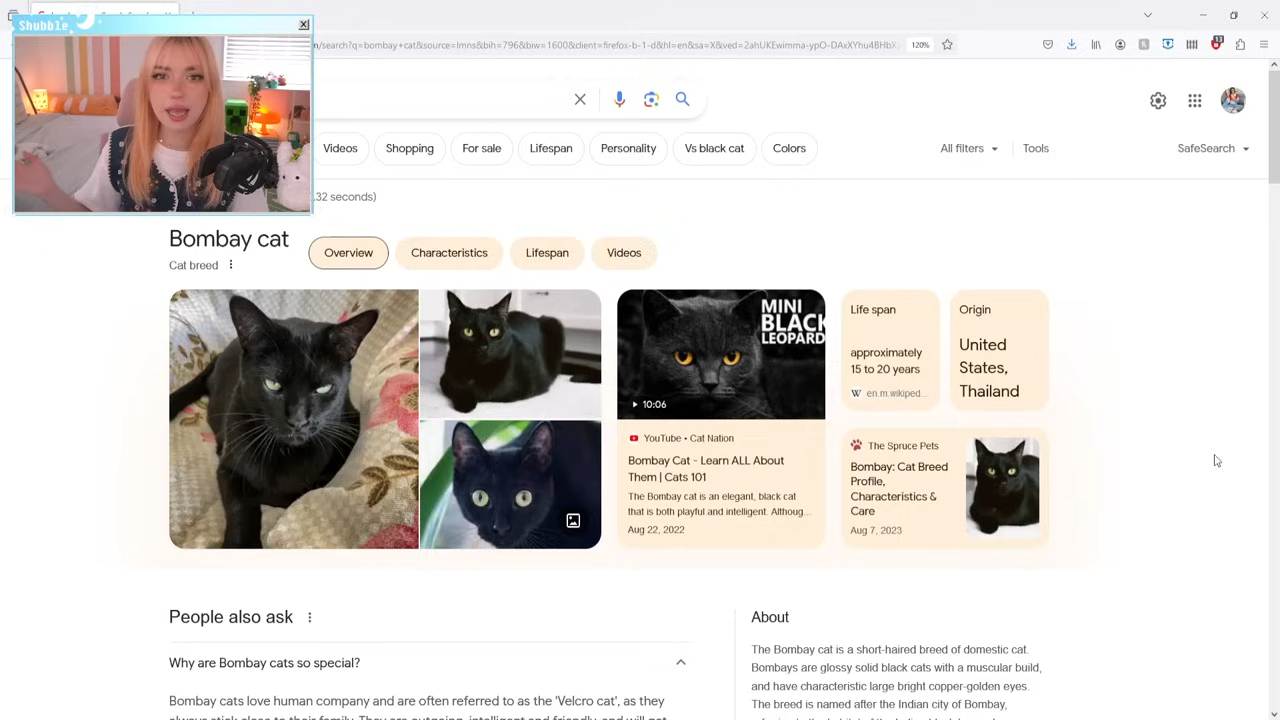 Shubble
120%
13
Videos
Shopping
For sale
Lifespan
Personality
Vs black cat
Colors
All filters
Tools
SafeSearch
,32 seconds)
Bombay cat
Cat breed
Overview
Characteristics
Lifespan
Videos
MINI
BLACK
LEOPARD
10:06
YouTube • Cat Nation
Bombay Cat - Learn ALL About
Them | Cats 101
The Bombay cat is an elegant, black cat
that is both playful and intelligent. Althoug...
Aug 22, 2022
Life span
approximately
15 to 20 years
W en.m.wikiped...
Origin
United
States,
Thailand
The Spruce Pets
Bombay: Cat Breed
Profile,
Characteristics &
Care
Aug 7, 2023
People also ask
Why are Bombay cats so special?
Bombay cats love human company and are often referred to as the 'Velcro cat', as they
About
The Bombay cat is a short-haired breed of domestic cat.
Bombays are glossy solid black cats with a muscular build,
and have characteristic large bright copper-golden eyes.
The breed is named after the Indian city of Bombay,